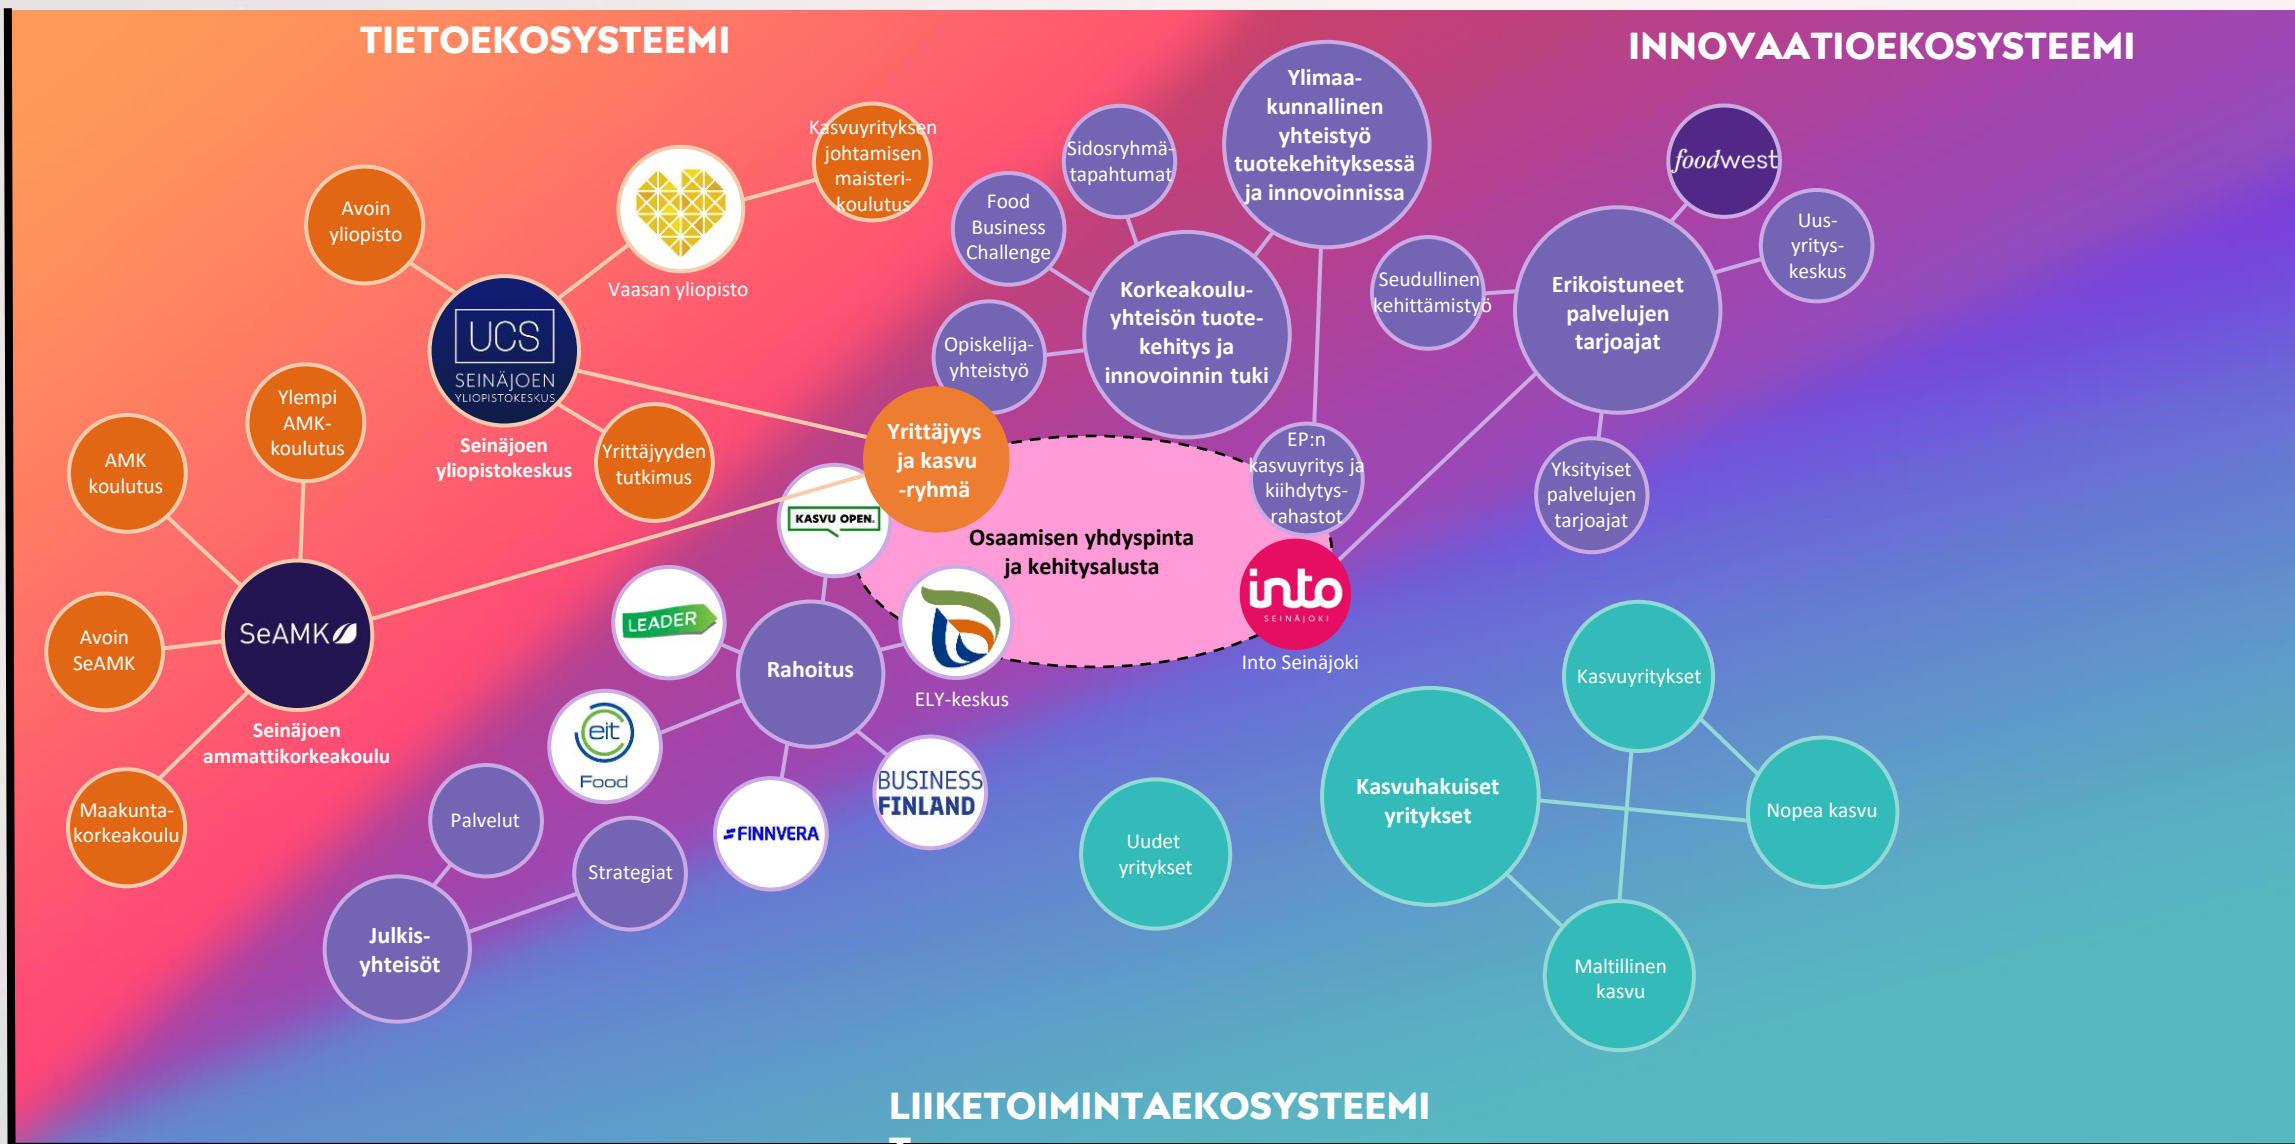 TIETOEKOSYSTEEMI
INNOVAATIOEKOSYSTEEMI
Avoin
yliopisto
Vaasan yliopisto
Kasvuyrityksen
johtamisen
maisteri-
koulutus
UCS
SEINÄJOEN
YLIOPISTOKESKUS
Seinäjoen
yliopistokeskus
Yrittäjyyden
tutkimus
Ylempi
AMK-
koulutus
AMK
koulutus
Avoin
SeAMK
Maakunta-
korkeakoulu
SeAMK
Seinäjoen
ammattikorkeakoulu
Sidosryhmä-
tapahtumat
Food
Business
Challenge
Opiskelija-
yhteistyö
Ylimaa-
kunnallinen
yhteistyö
tuotekehityksessä
ja innovoinnissa
Korkeakoulu-
yhteisön tuote-
kehitys ja
innovoinnin tuki
foodwest
Uus-
yritys-
keskus
Seudullinen
kehittämistyö
Erikoistuneet
palvelujen
tarjoajat
Yksityiset
palvelujen
tarjoajat
EP:n
kasvuyritys ja
kiihdytys-
rahastot
Yrittäjyys
ja kasvu
-ryhmä
Osaamisen yhdyspinta
ja kehitysalusta
into
SEINÄJOKI
Into Seinäjoki
KASVU OPEN.
LEADER
Rahoitus
ELY-keskus
eit
Food
FINNVERA
BUSINESS
FINLAND
Palvelut
Strategiat
Julkis-
yhteisöt
Uudet
yritykset
Kasvuhakuiset
yritykset
Kasvuyritykset
Nopea kasvu
Maltillinen
kasvu
LIIKETOIMINTAEKOSYSTEEMI
T